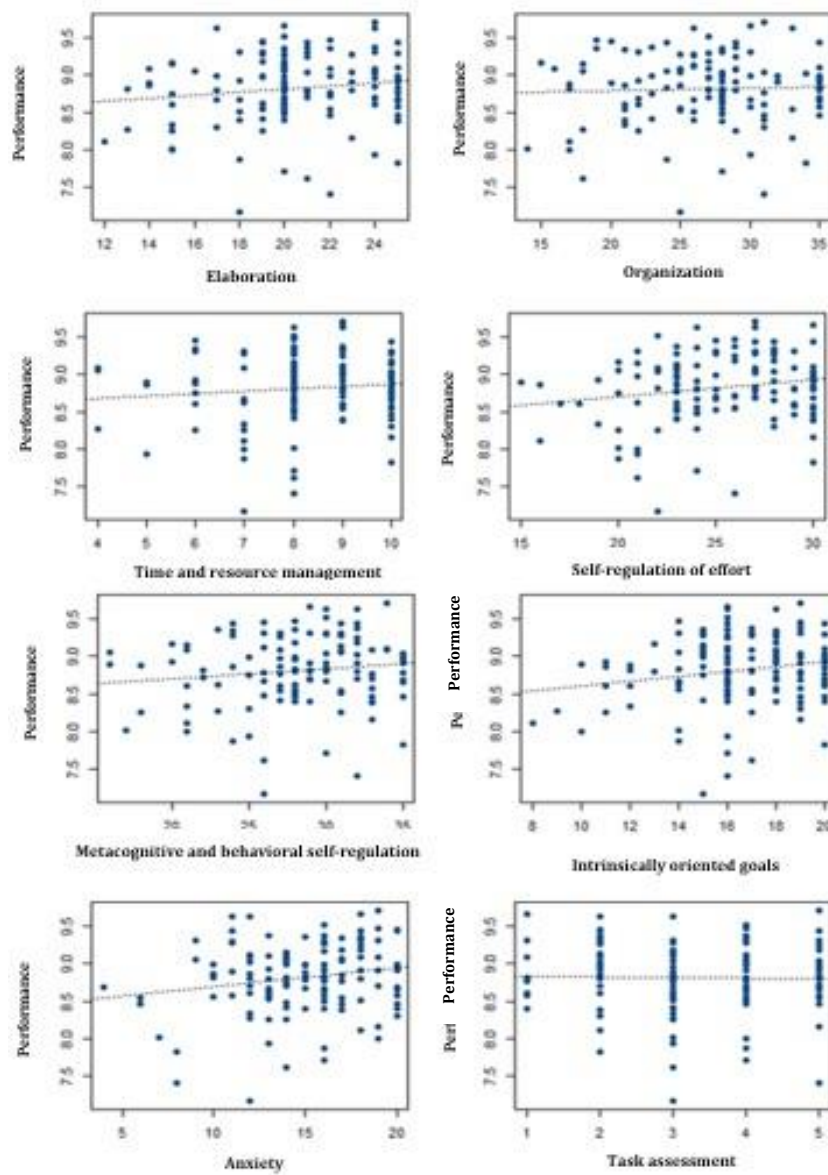 Performance
9.5
9.0
8.5
8.0
7.5
12 14 16 18 20 22 24
Elaboration
Performance
9.5
9.0
8.5
8.0
7.5
15 20 25 30 35
Organization
Performance
9.5
9.0
8.5
8.0
7.5
4 5 6 7 8 9 10
Time and resource management
Performance
9.5
9.0
8.5
8.0
7.5
15 20 25 30
Self-regulation of effort
Performance
9.5
9.0
8.5
8.0
7.5
25 30 35
Metacognitive and behavioral self-regulation
Performance
Pe
9.5
9.0
8.5
8.0
7.5
8 10 12 14 16 18 20
Intrinsically oriented goals
Performance
9.5
9.0
8.5
8.0
7.5
5 10 15 20
Anxiety
Performance
Perf
9.5
9.0
8.5
8.0
7.5
1 2 3 4 5
Task assessment